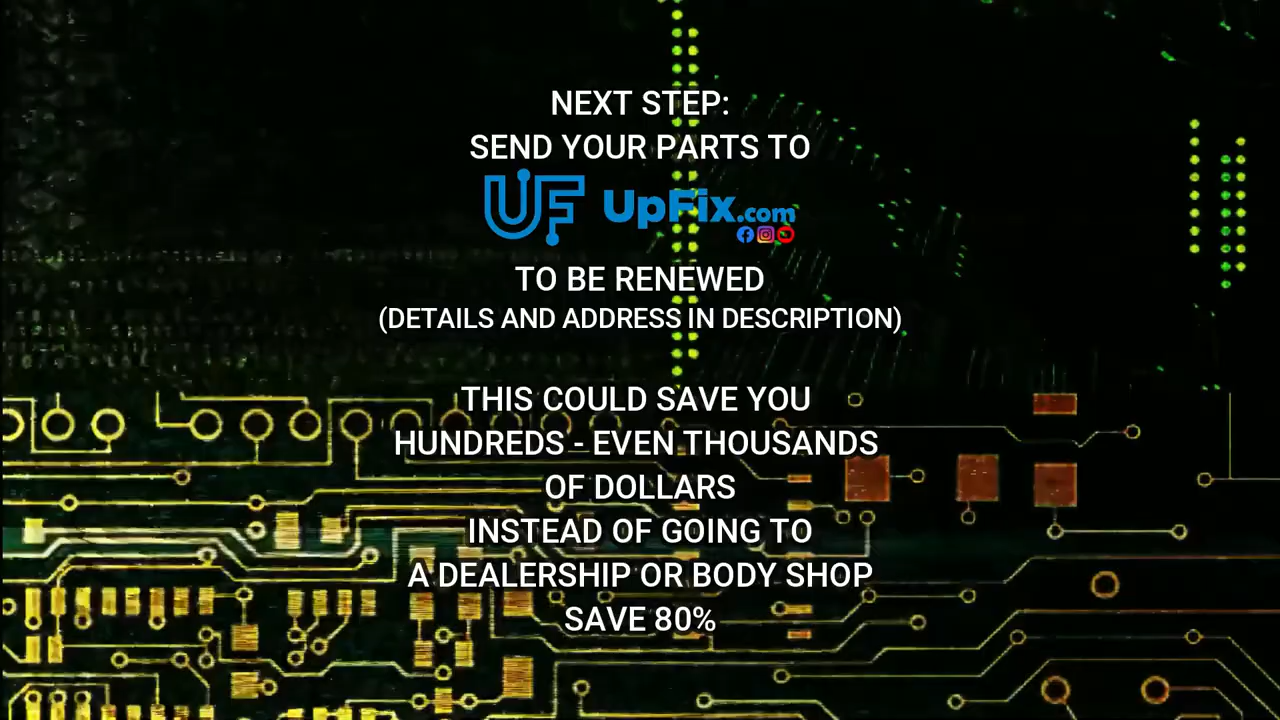 NEXT STEP:
SEND YOUR PARTS TO
UF UpFix.com
TO BE RENEWED
(DETAILS AND ADDRESS IN DESCRIPTION)
THIS COULD SAVE YOU
HUNDREDS - EVEN THOUSANDS
OF DOLLARS
INSTEAD OF GOING TO
A DEALERSHIP OR BODY SHOP
SAVE 80%